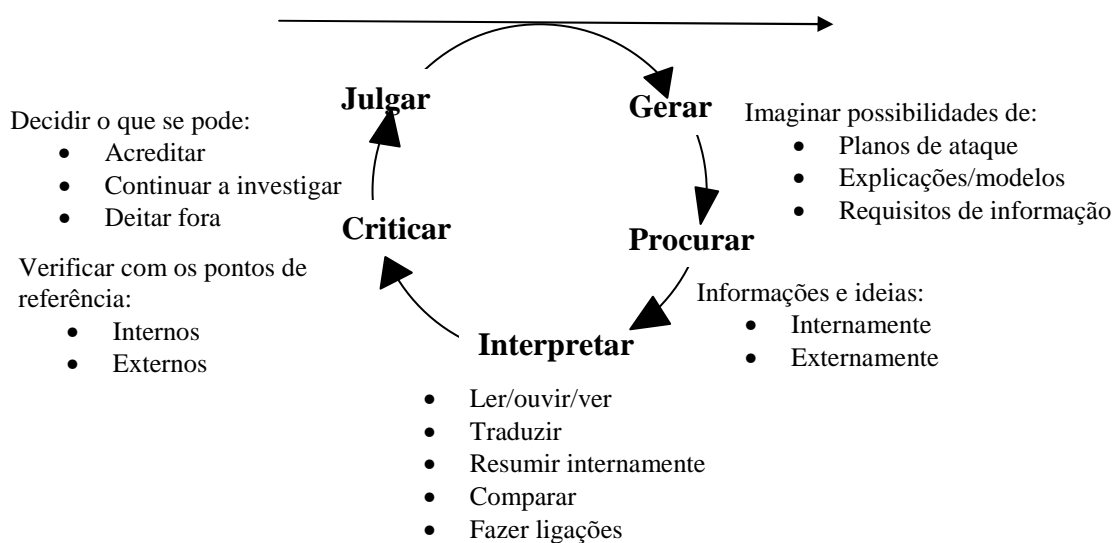 Julgar
Gerar
Decidir o que se pode:
• Acreditar
• Continuar a investigar
• Deitar fora
Imaginar possibilidades de:
• Planos de ataque
• Explicações/modelos
• Requisitos de informação
Criticar
Procurar
Verificar com os pontos de
referência:
• Internos
• Externos
Informações e ideias:
• Internamente
• Externamente
Interpretar
• Ler/ouvir/ver
• Traduzir
• Resumir internamente
• Comparar
• Fazer ligações